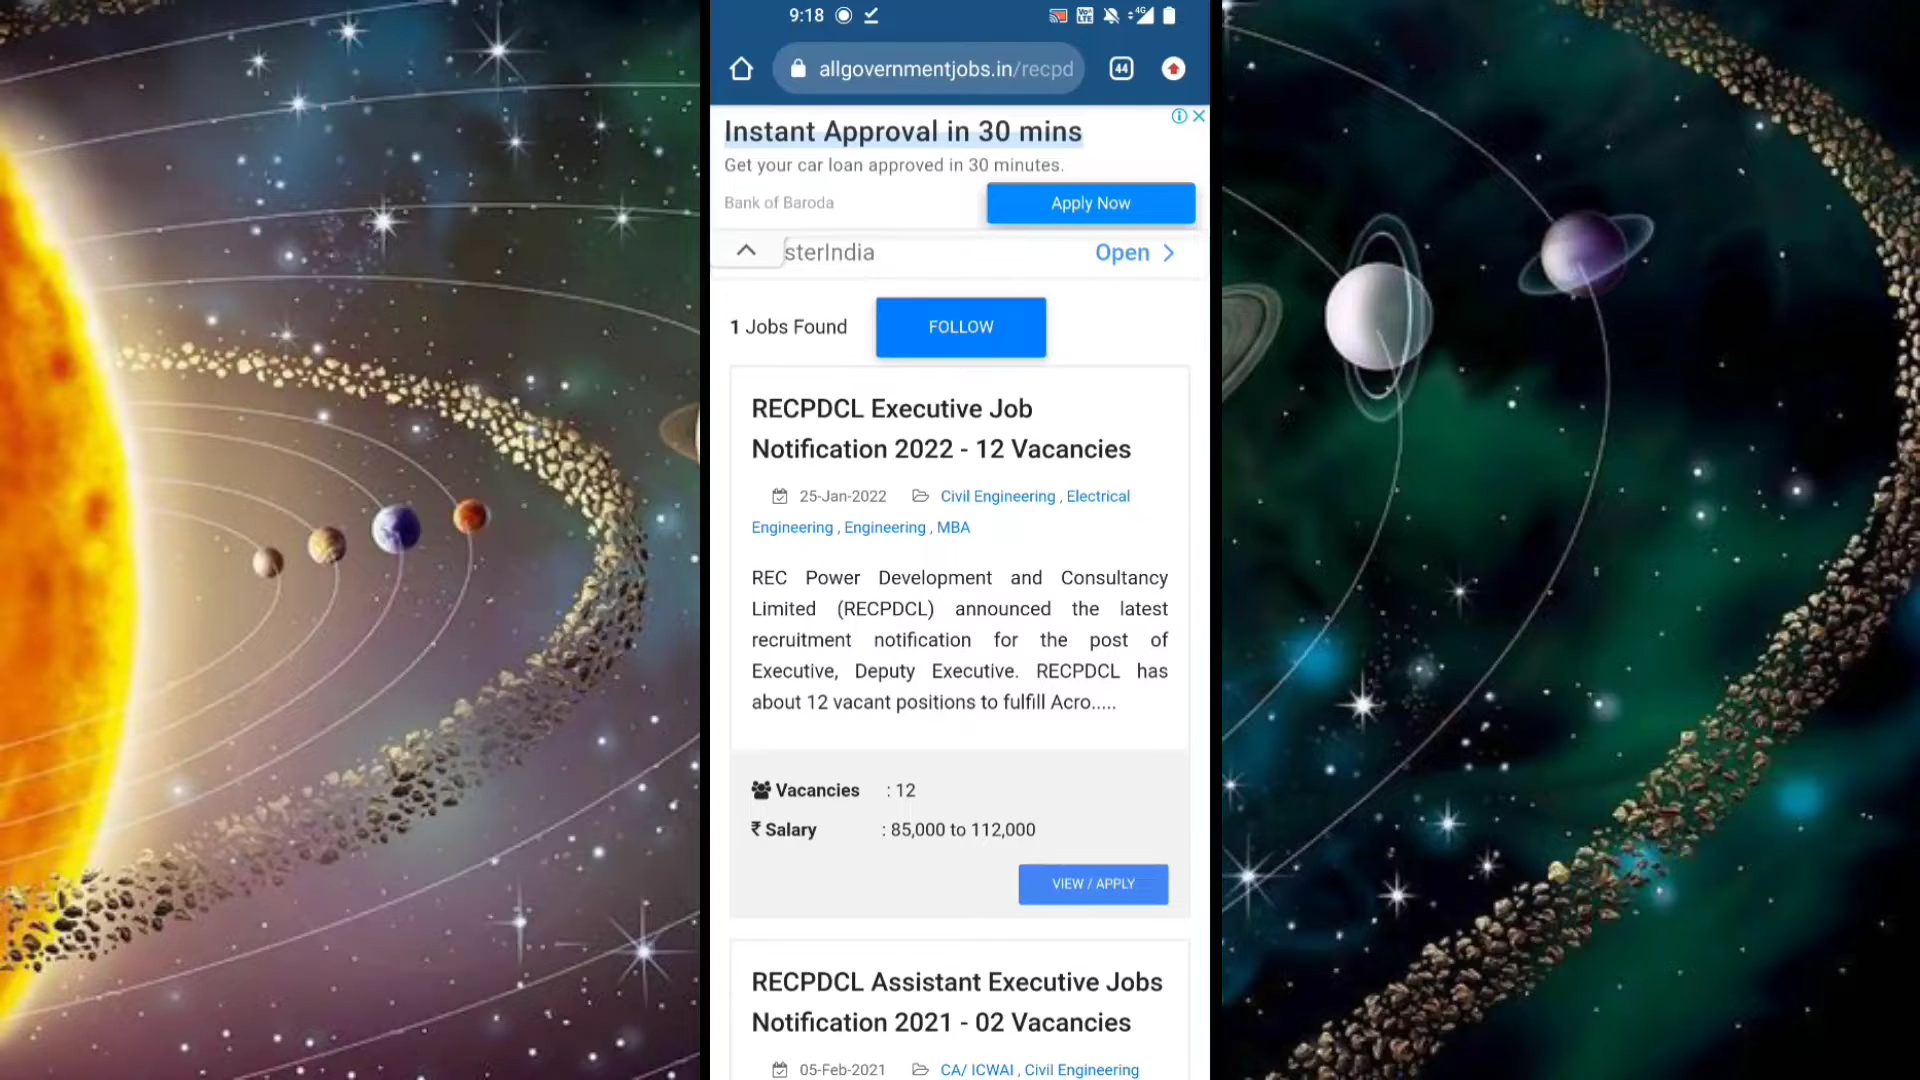 9:18
4G
allgovernmentjobs.in/recpd
44
Instant Approval in 30 mins
Get your car loan approved in 30 minutes.
Bank of Baroda
Apply Now
sterIndia
Open
1 Jobs Found
FOLLOW
RECPDCL Executive Job
Notification 2022 - 12 Vacancies
25-Jan-2022 Civil Engineering , Electrical
Engineering , Engineering , MBA
REC Power Development and Consultancy
Limited (RECPDCL) announced the latest
recruitment notification for the post of
Executive, Deputy Executive. RECPDCL has
about 12 vacant positions to fulfill Acro.....
Vacancies : 12
₹ Salary : 85,000 to 112,000
VIEW / APPLY
RECPDCL Assistant Executive Jobs
Notification 2021 - 02 Vacancies
05-Feb-2021 CA/ ICWAI , Civil Engineering